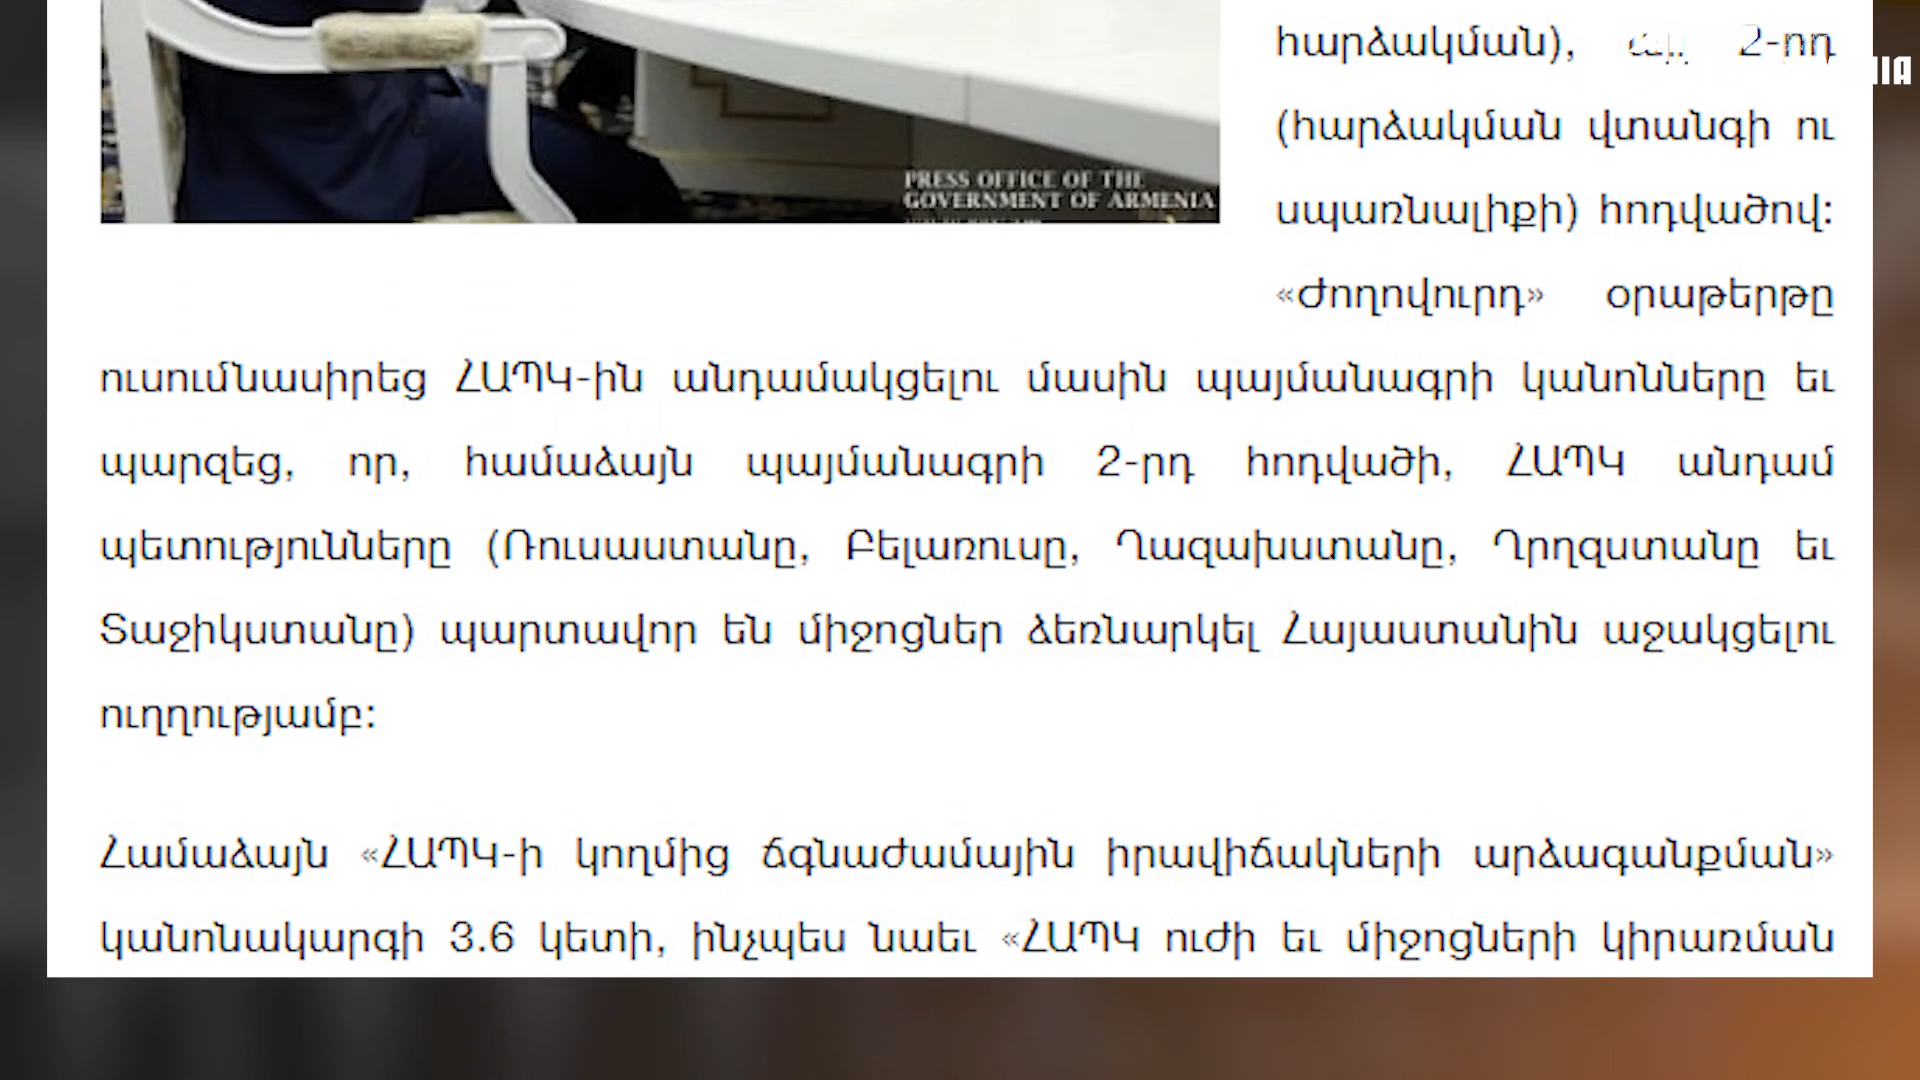 հարձակման), 2-րդ
(հարձակման վտանգի ու
սպառնալիքի) հոդվածով:
«Ժողովուրդ» օրաթերթը
PRESS OFFICE OF THE
GOVERNMENT OF ARMENIA
ուսումնասիրեց ՀԱՊԿ-ին անդամակցելու մասին պայմանագրի կանոնները եւ
պարզեց, որ, համաձայն պայմանագրի 2-րդ հոդվածի, ՀԱՊԿ անդամ
պետությունները (Ռուսաստանը, Բելառուսը, Ղազախստանը, Ղրղզստանը եւ
Տաջիկստանը) պարտավոր են միջոցներ ձեռնարկել Հայաստանին աջակցելու
ուղղությամբ:
Համաձայն «ՀԱՊԿ-ի կողմից ճգնաժամային իրավիճակների արձագանքման»
կանոնակարգի 3.6 կետի, ինչպես նաեւ «ՀԱՊԿ ուժի եւ միջոցների կիրառման